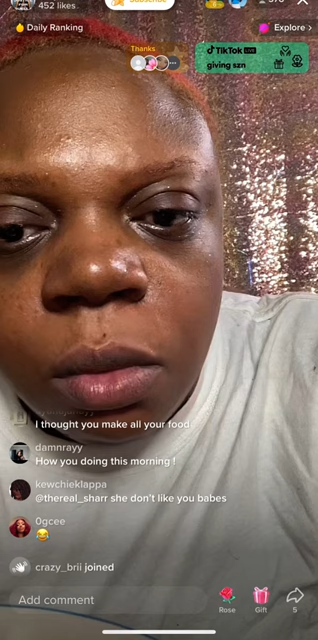 452 likes
Subscribe
Daily Ranking
Explore >
Thanks
TikTok LIVE
giving szn
I thought you make all your food
damnrayy
How you doing this morning !
kewchieklappa
@thereal_sharr she don't like you babes
0gcee
😂
crazy_brii joined
Add comment
Rose
Gift
5